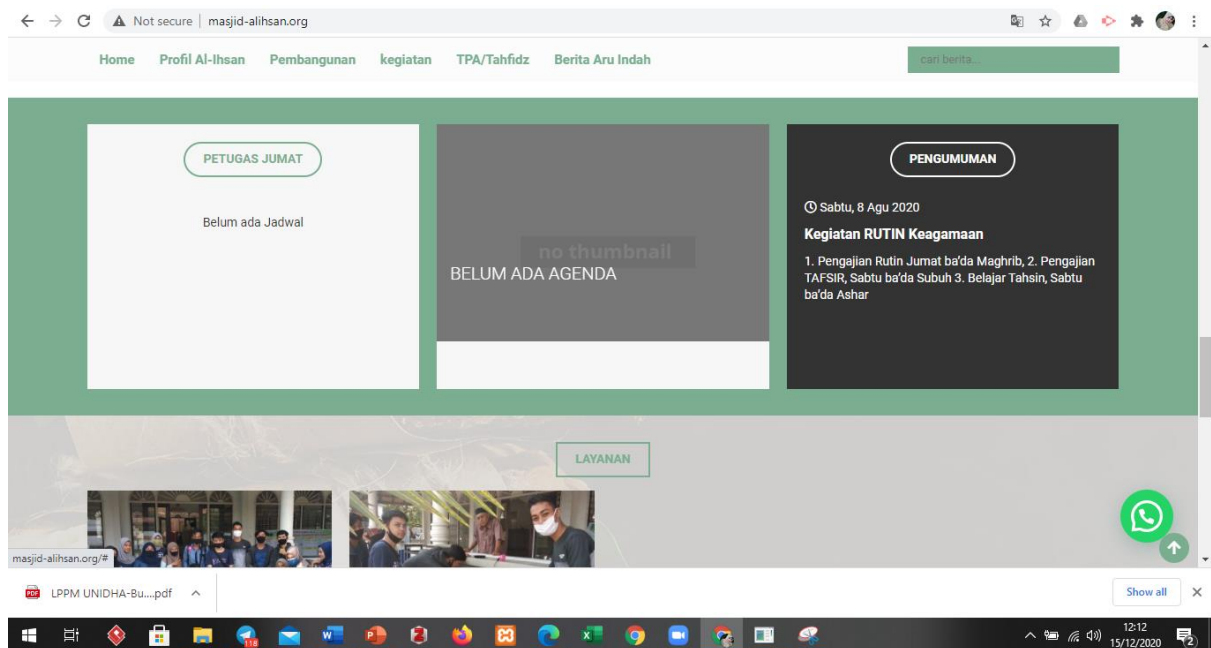 Not secure | masjid-alihsan.org
Home Profil Al-Ihsan Pembangunan kegiatan TPA/Tahfidz Berita Aru Indah cari berita...
PETUGAS JUMAT
Belum ada Jadwal
no thumbnail
BELUM ADA AGENDA
PENGUMUMAN
Sabtu, 8 Agu 2020
Kegiatan RUTIN Keagamaan
1. Pengajian Rutin Jumat ba'da Maghrib, 2. Pengajian
TAFSIR, Sabtu ba'da Subuh 3. Belajar Tahsin, Sabtu
ba'da Ashar
LAYANAN
masjid-alihsan.org/#
PDF LPPM UNIDHA-Bu....pdf
Show all
118
12:12
15/12/2020
2